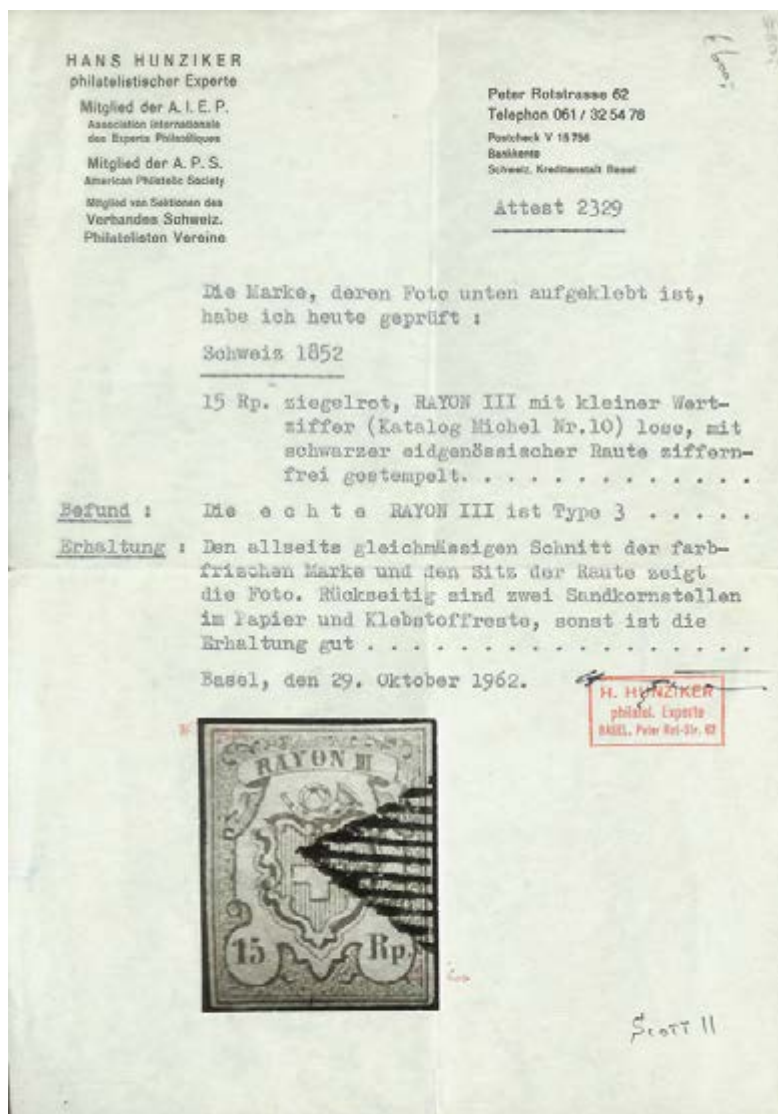 HANS HUNZIKER
philatelistischer Experte
Mitglied der A. I. E. P.
Association Internationale
des Experts Philatéliques
Mitglied der A. P. S.
American Philatelic Society
Mitglied von Sektionen des
Verbandes Schweiz.
Philatelisten Vereine
Peter Rotstrasse 62
Telephon 061 / 32 54 78
Postcheck V 15756
Bankkonto
Schweiz. Kreditanstalt Basel
Attest 2329
Die Marke, deren Foto unten aufgeklebt ist,
habe ich heute geprüft :
Schweiz 1852
15 Rp. ziegelrot, RAYON III mit kleiner Wert-
ziffer (Katalog Michel Nr.10) lose, mit
schwarzer eidgenössischer Raute ziffern-
frei gestempelt. . . . . . . . . . . . .
Befund : Die e c h t e RAYON III ist Type 3 . . . . .
Erhaltung : Den allseits gleichmässigen Schnitt der farb-
frischen Marke und den Sitz der Raute zeigt
die Foto. Rückseitig sind zwei Sandkornstellen
im Papier und Klebstoffreste, sonst ist die
Erhaltung gut . . . . . . . . . . . . . . . . .
Basel, den 29. Oktober 1962.
H. HUNZIKER
philatel. Experte
BASEL, Peter Rot-Str. 62
RAYON III
15 Rp.
Scott 11